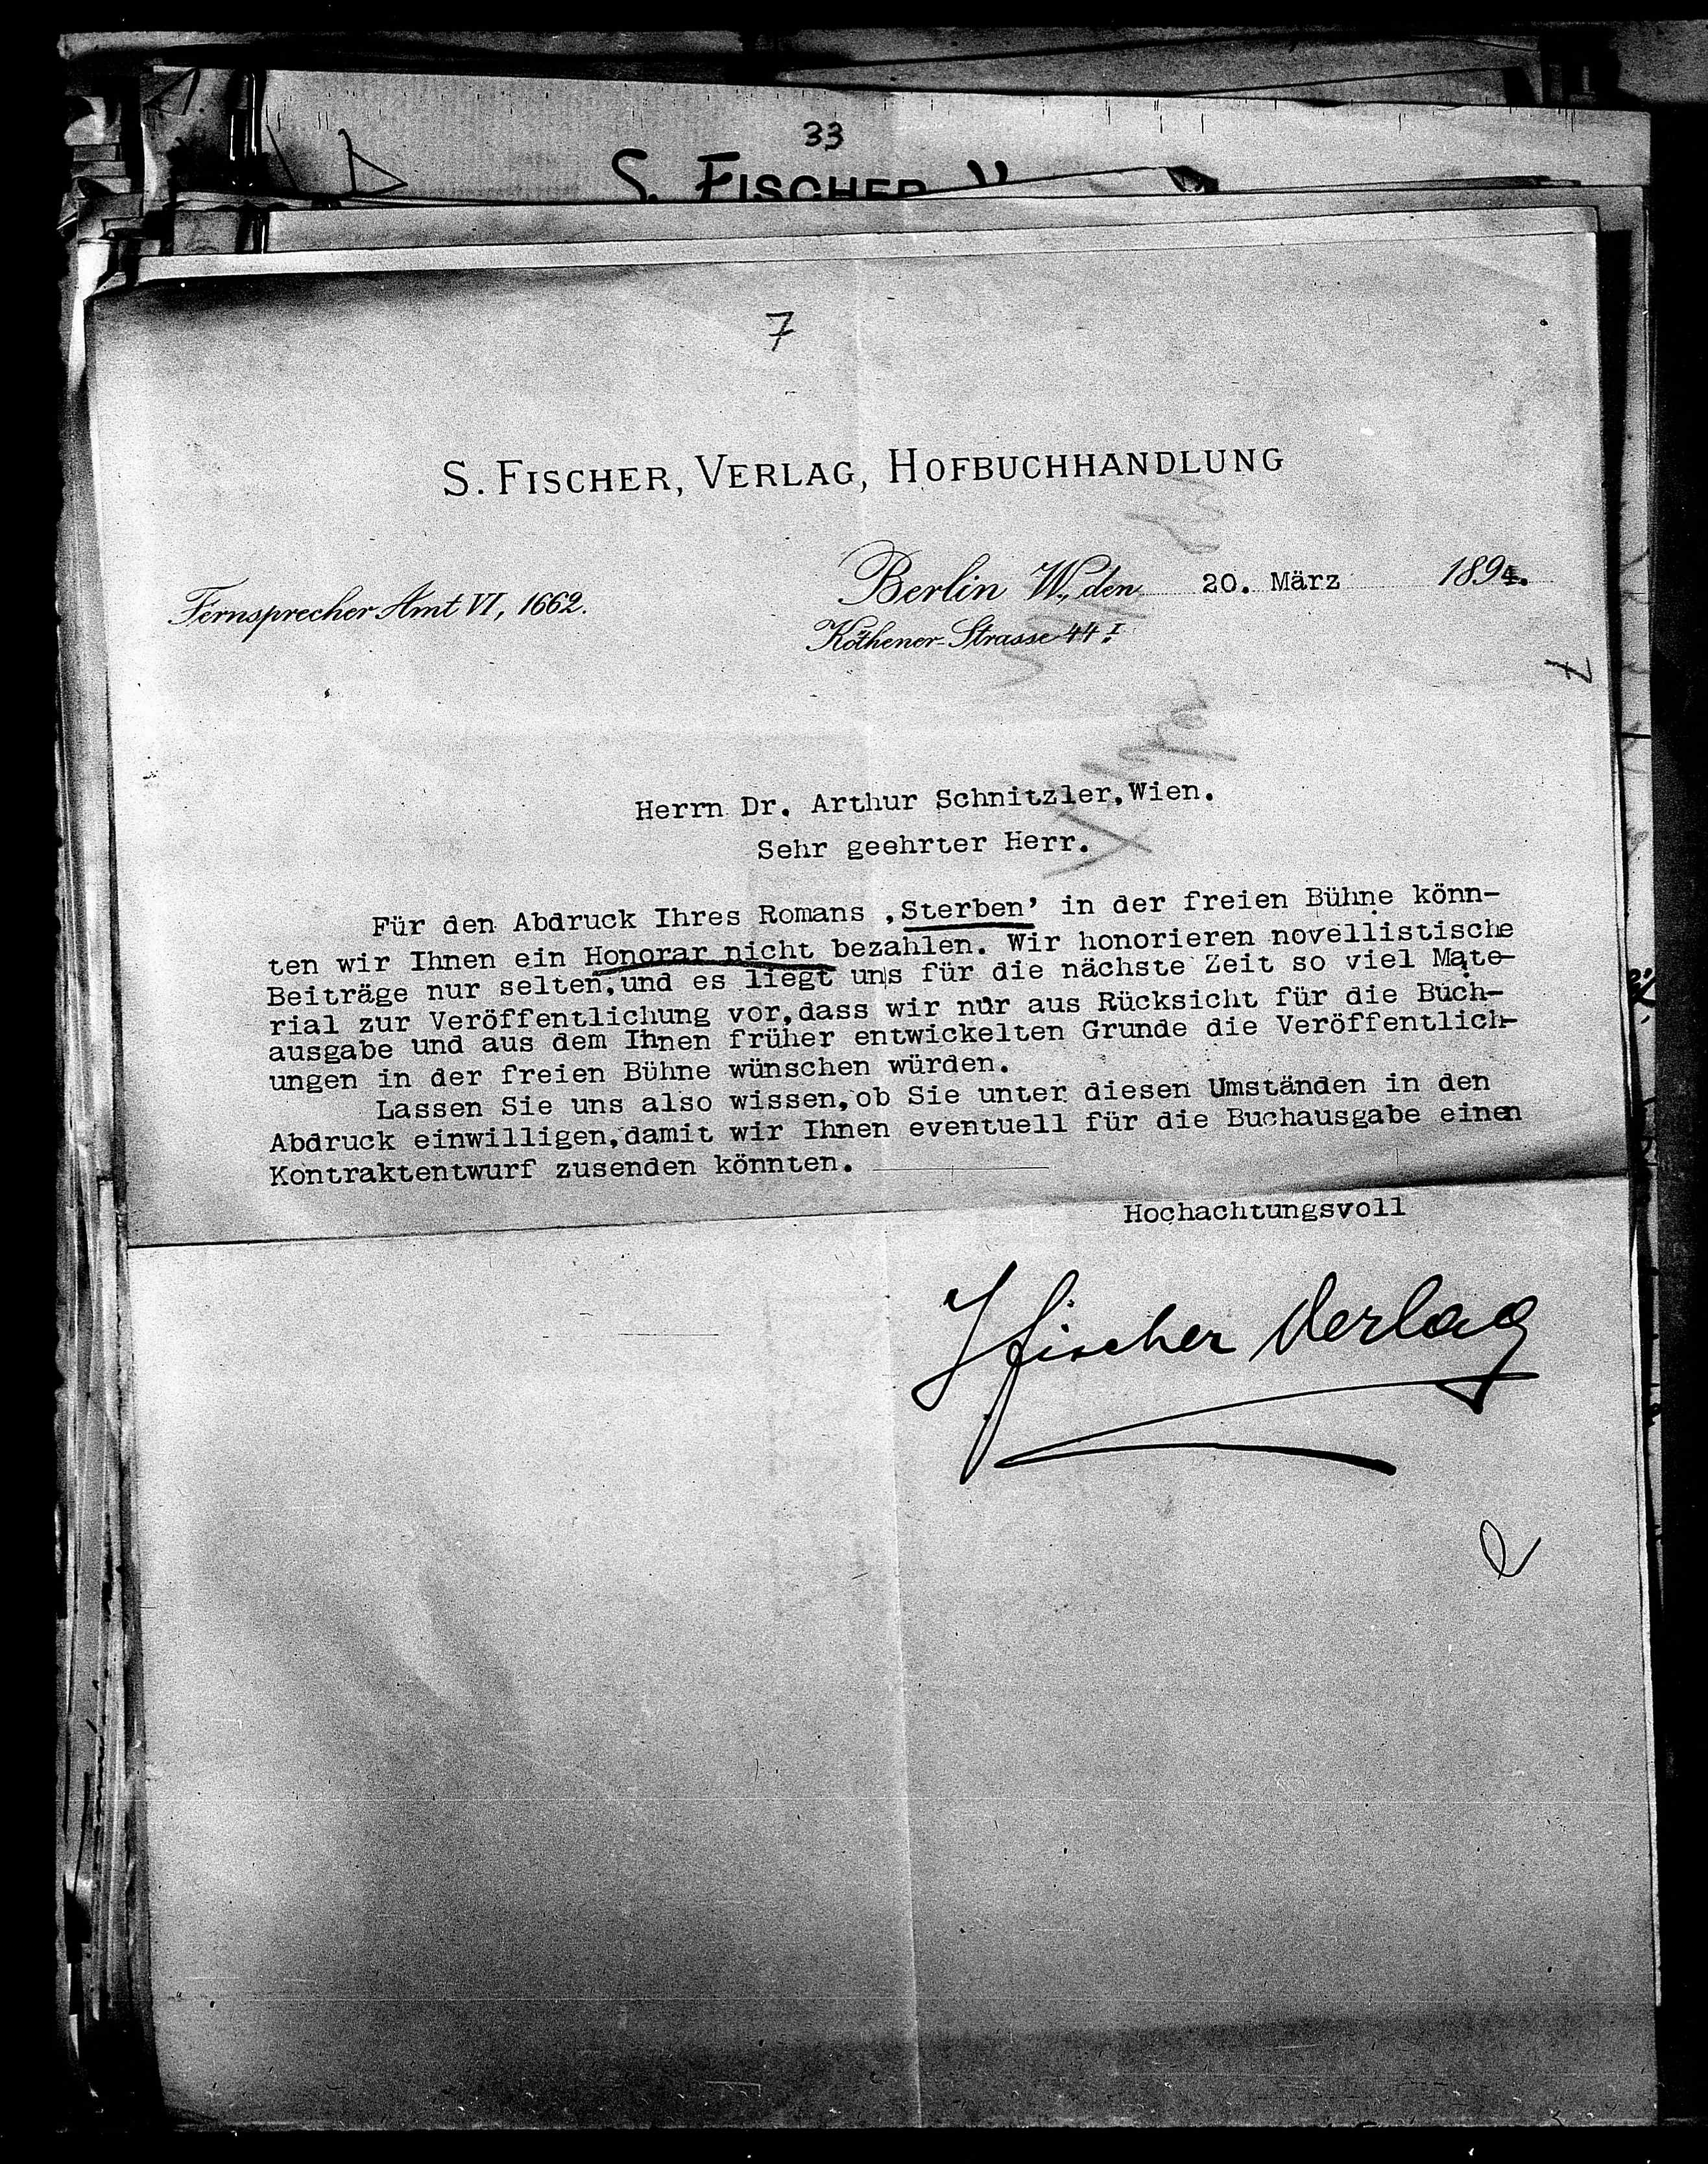 33
S. FISCHER V
7
S. FISCHER, VERLAG, HOFBUCHHANDLUNG
Fernsprecher Amt VI, 1662.
Berlin W., den 20. März 1894.
Köthener-Strasse 44 I.
7
Herrn Dr. Arthur Schnitzler, Wien.
Sehr geehrter Herr.
Für den Abdruck Ihres Romans ‚Sterben’ in der freien Bühne könn-
ten wir Ihnen ein Honorar nicht bezahlen. Wir honorieren novellistische
Beiträge nur selten, und es liegt uns für die nächste Zeit so viel Mate-
rial zur Veröffentlichung vor, dass wir nur aus Rücksicht für die Buch-
ausgabe und aus dem Ihnen früher entwickelten Grunde die Veröffentlich-
ungen in der freien Bühne wünschen würden.
Lassen Sie uns also wissen, ob Sie unter diesen Umständen in den
Abdruck einwilligen, damit wir Ihnen eventuell für die Buchausgabe einen
Kontraktentwurf zusenden könnten.
Hochachtungsvoll
S Fischer Verlag